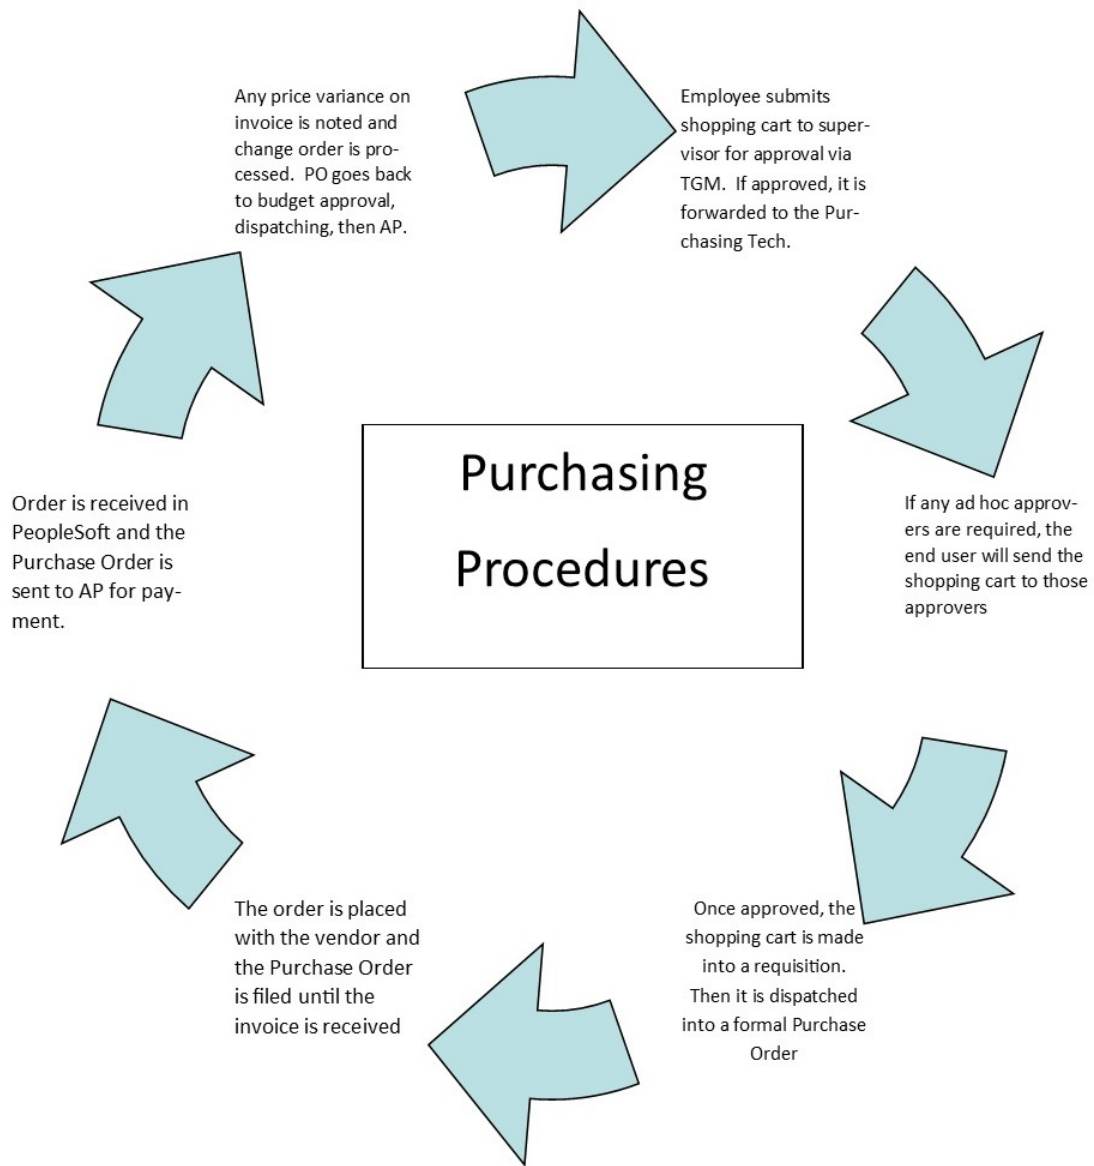 Any price variance on
invoice is noted and
change order is pro-
cessed.  PO goes back
to budget approval,
dispatching, then AP.
Employee submits
shopping cart to super-
visor for approval via
TGM.  If approved, it is
forwarded to the Pur-
chasing Tech.
Purchasing
Procedures
Order is received in
PeopleSoft and the
Purchase Order is
sent to AP for pay-
ment.
If any ad hoc approv-
ers are required, the
end user will send the
shopping cart to those
approvers
The order is placed
with the vendor and
the Purchase Order
is filed until the
invoice is received
Once approved, the
shopping cart is made
into a requisition.
Then it is dispatched
into a formal Purchase
Order